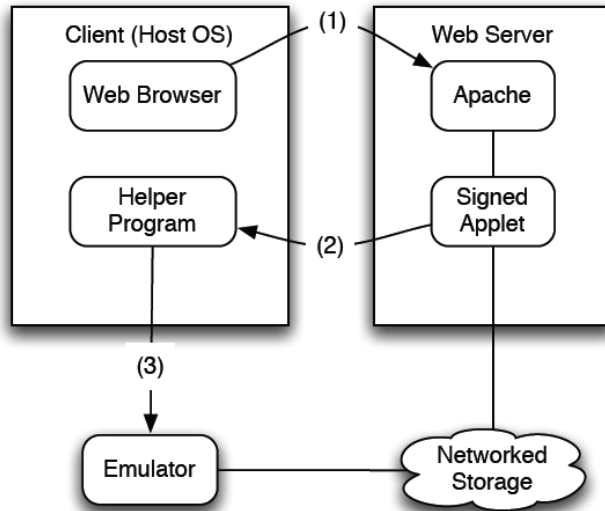 Client (Host OS)
(1)
Web Server
Web Browser
Apache
Helper
Program
Signed
Applet
(2)
(3)
Emulator
Networked
Storage